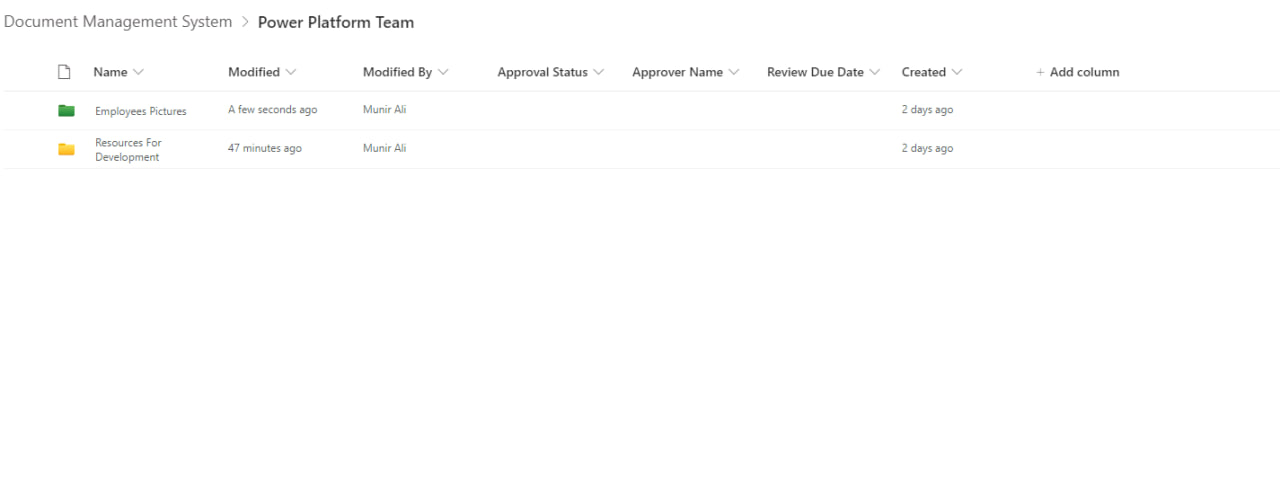 Document Management System > Power Platform Team
Name Modified Modified By Approval Status Approver Name Review Due Date Created + Add column
Employees Pictures A few seconds ago Munir Ali 2 days ago
Resources For
Development 47 minutes ago Munir Ali 2 days ago